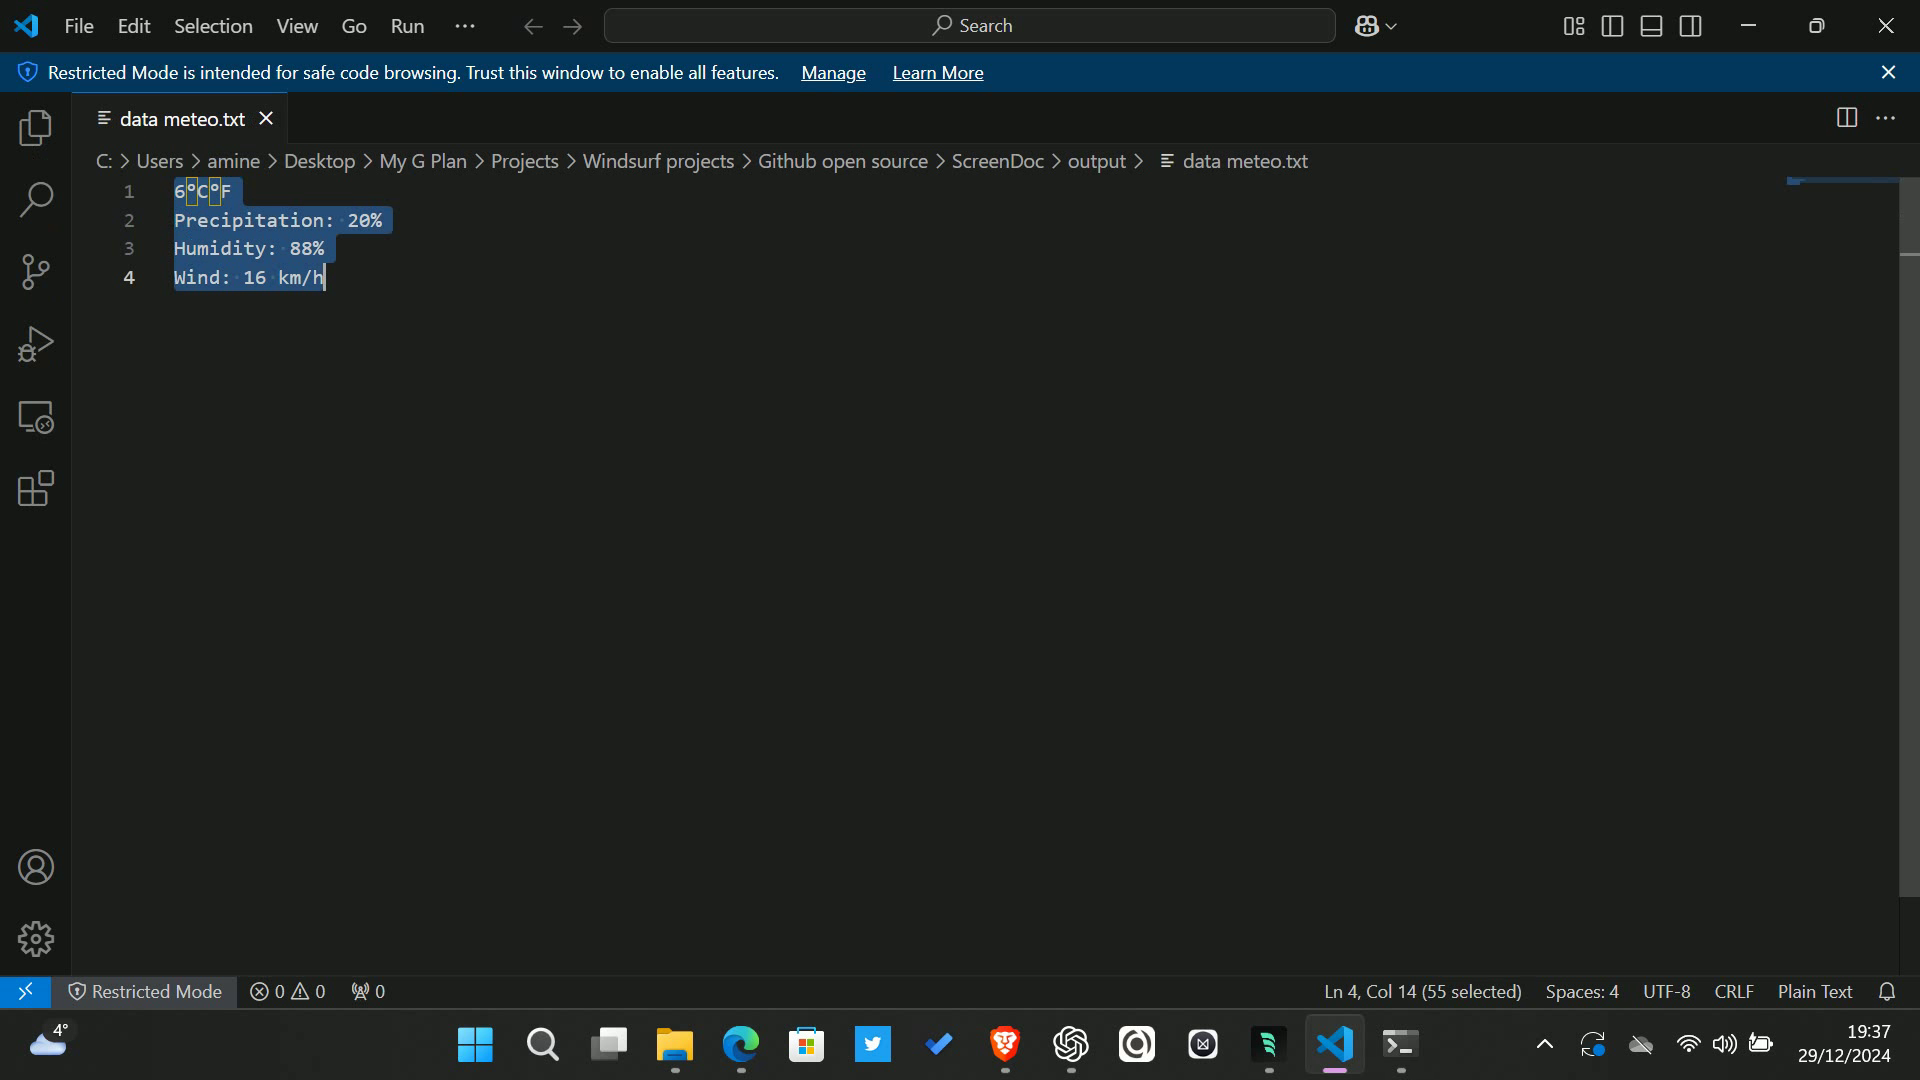 File Edit Selection View Go Run ··· Search
Restricted Mode is intended for safe code browsing. Trust this window to enable all features. Manage Learn More
data meteo.txt
C: > Users > amine > Desktop > My G Plan > Projects > Windsurf projects > Github open source > ScreenDoc > output > data meteo.txt
1 6°C°F
2 Precipitation: 20%
3 Humidity: 88%
4 Wind: 16 km/h
Restricted Mode 0 0 0 Ln 4, Col 14 (55 selected) Spaces: 4 UTF-8 CRLF Plain Text
4° 19:37
29/12/2024